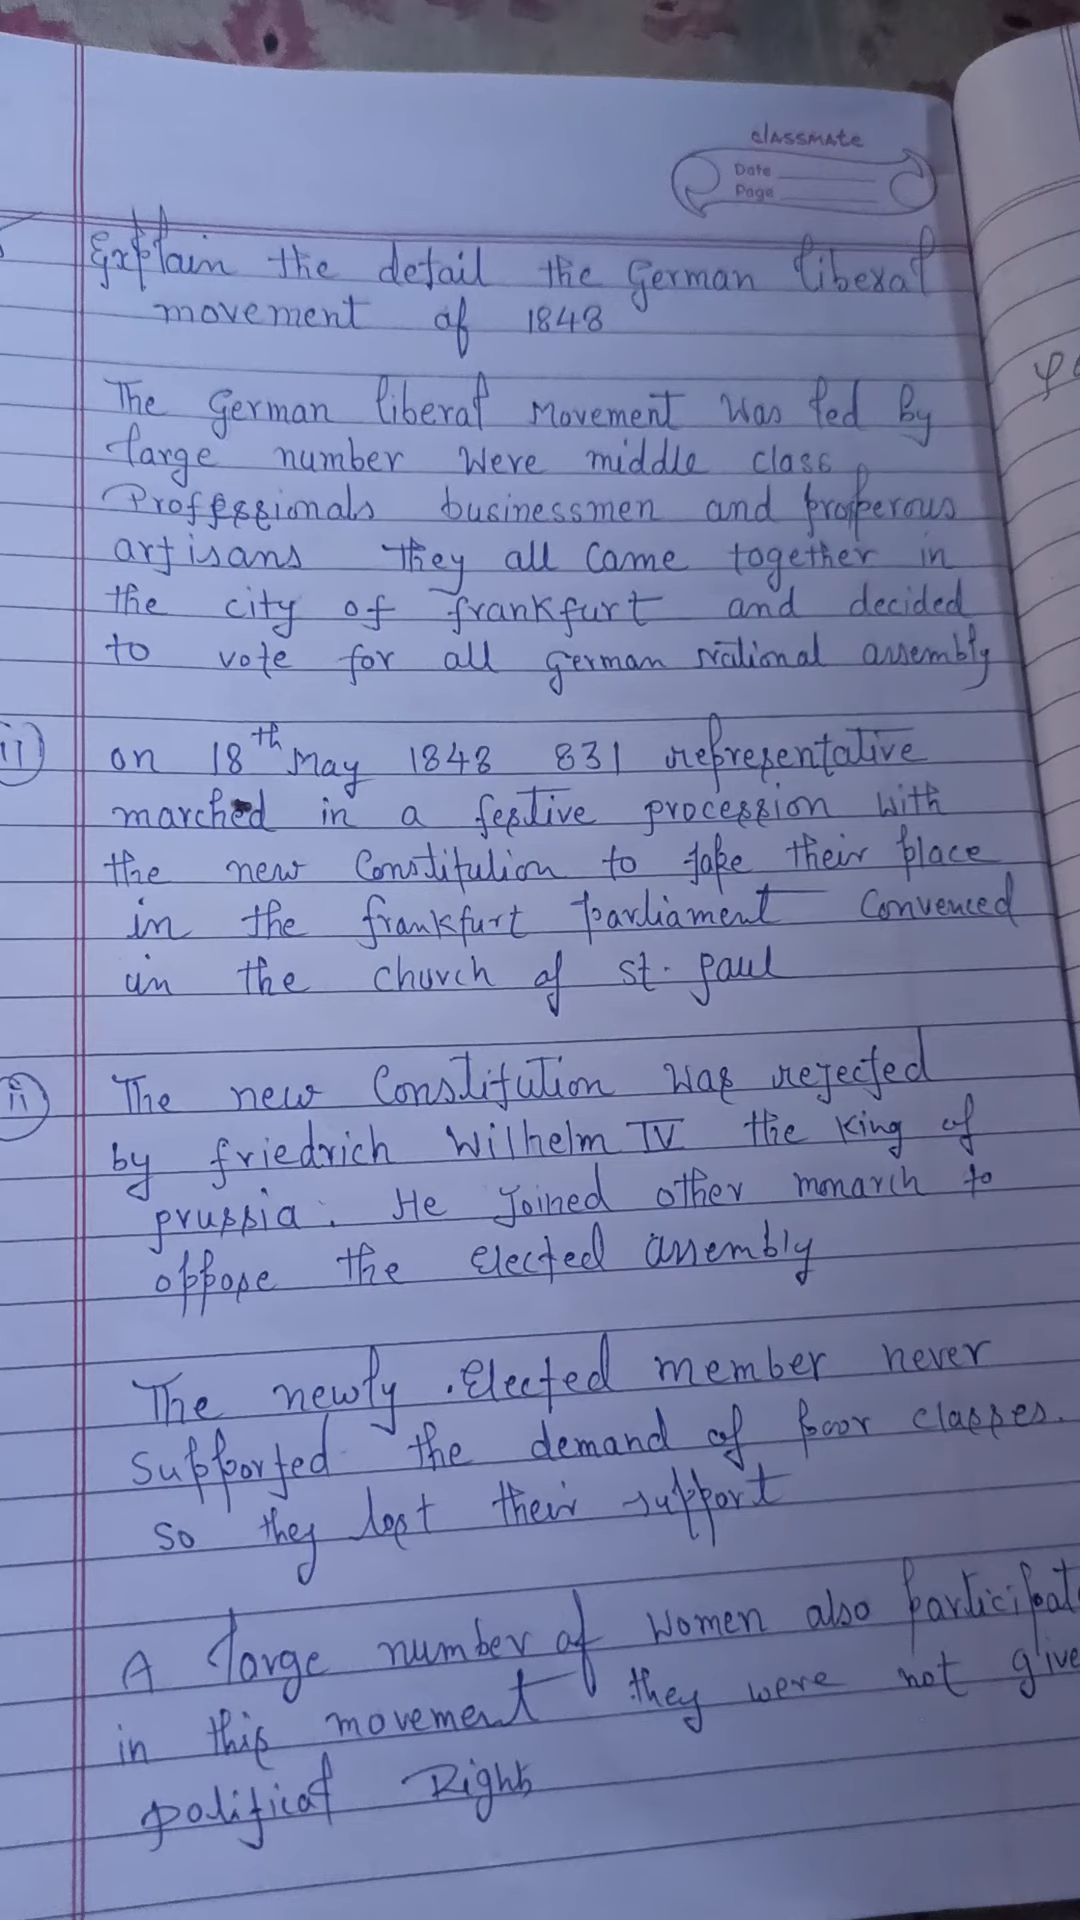 classmate
Date
Page
Explain the detail the German liberal
movement of 1848
The German liberal Movement was led by
large number were middle class
Professionals businessmen and prosperous
artisans they all came together in
the city of frankfurt and decided
to vote for all german National assembly
ii) on 18th May 1848 831 representative
marched in a festive procession with
the new Constitution to take their place
in the frankfurt parliament convenced
in the church of st. paul
iii) The new Constitution was rejected
by friedrich Wilhelm IV the King of
prussia. He joined other monarch to
oppose the elected assembly
The newly .Elected member never
supported the demand of poor classes.
so they lost their support
A large number of women also participat
in this movement they were not give
political Rights